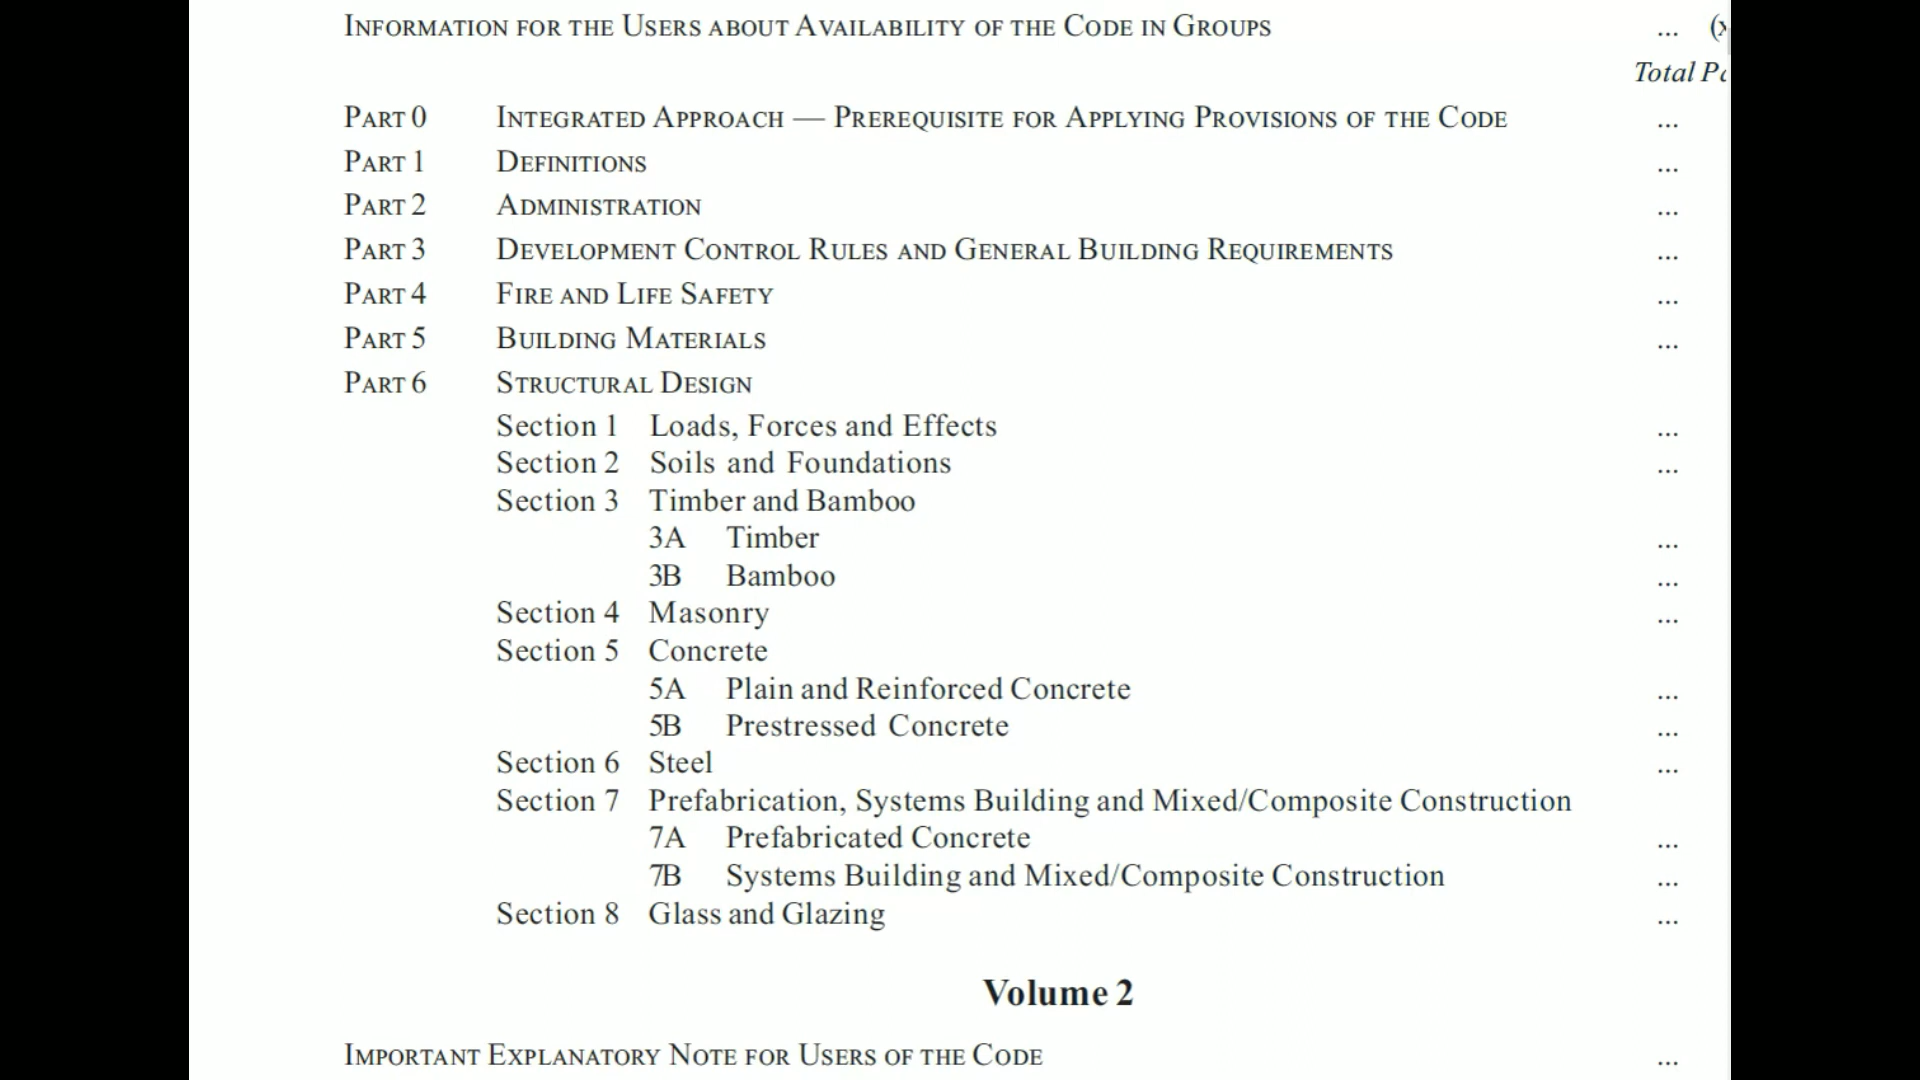 INFORMATION FOR THE USERS ABOUT AVAILABILITY OF THE CODE IN GROUPS ... (x
Total Pa
PART 0 INTEGRATED APPROACH — PREREQUISITE FOR APPLYING PROVISIONS OF THE CODE ...
PART 1 DEFINITIONS ...
PART 2 ADMINISTRATION ...
PART 3 DEVELOPMENT CONTROL RULES AND GENERAL BUILDING REQUIREMENTS ...
PART 4 FIRE AND LIFE SAFETY ...
PART 5 BUILDING MATERIALS ...
PART 6 STRUCTURAL DESIGN
Section 1 Loads, Forces and Effects ...
Section 2 Soils and Foundations ...
Section 3 Timber and Bamboo
3A Timber ...
3B Bamboo ...
Section 4 Masonry ...
Section 5 Concrete
5A Plain and Reinforced Concrete ...
5B Prestressed Concrete ...
Section 6 Steel ...
Section 7 Prefabrication, Systems Building and Mixed/Composite Construction
7A Prefabricated Concrete ...
7B Systems Building and Mixed/Composite Construction ...
Section 8 Glass and Glazing ...
Volume 2
IMPORTANT EXPLANATORY NOTE FOR USERS OF THE CODE ...